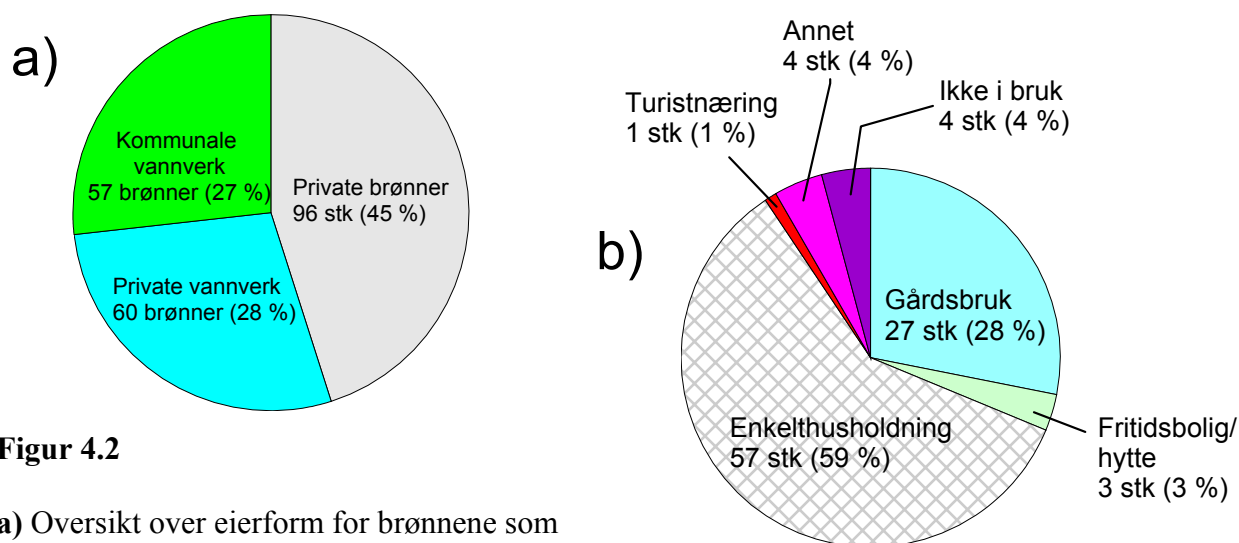 a)
Kommunale
vannverk
57 brønner (27 %)
Private brønner
96 stk (45 %)
Private vannverk
60 brønner (28 %)
Figur 4.2
a) Oversikt over eierform for brønnene som
b)
Annet
4 stk (4 %)
Turistnæring
1 stk (1 %)
Ikke i bruk
4 stk (4 %)
Gårdsbruk
27 stk (28 %)
Enkelthusholdning
57 stk (59 %)
Fritidsbolig/
hytte
3 stk (3 %)